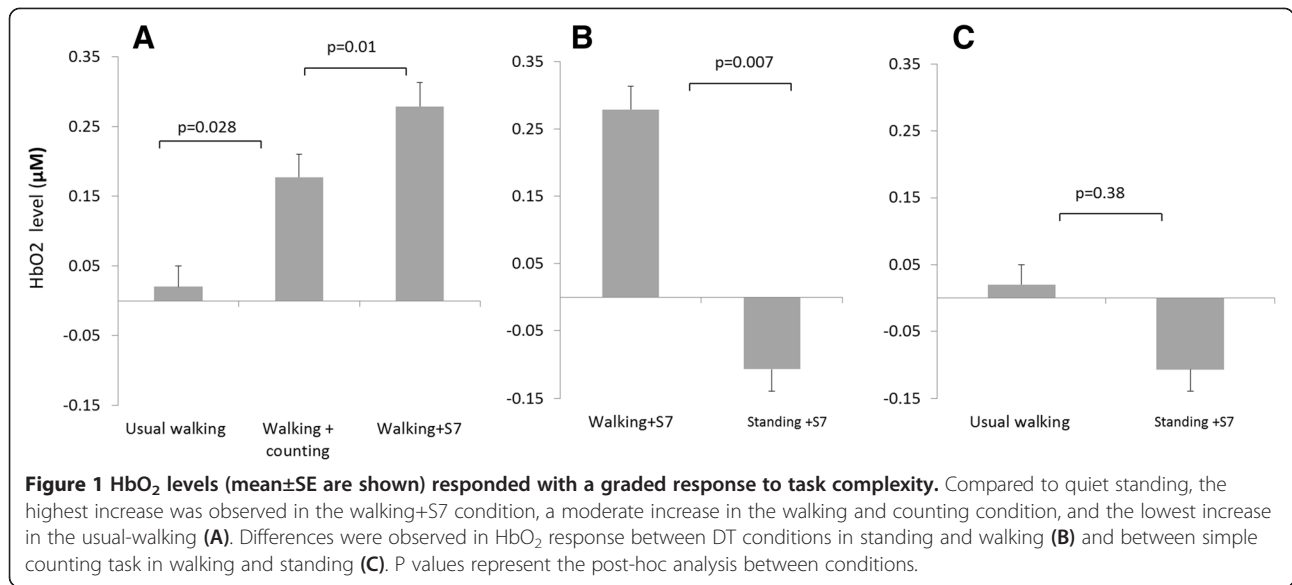 A
B
C
p=0.01
p=0.028
p=0.007
p=0.38
HbO2 level (µM)
0.35
0.25
0.15
0.05
-0.05
-0.15
Usual walking
Walking +
counting
Walking+S7
0.35
0.25
0.15
0.05
-0.05
-0.15
Walking+S7
Standing +S7
0.35
0.25
0.15
0.05
-0.05
-0.15
Usual walking
Standing +S7
Figure 1 HbO₂ levels (mean±SE are shown) responded with a graded response to task complexity. Compared to quiet standing, the
highest increase was observed in the walking+S7 condition, a moderate increase in the walking and counting condition, and the lowest increase
in the usual-walking (A). Differences were observed in HbO₂ response between DT conditions in standing and walking (B) and between simple
counting task in walking and standing (C). P values represent the post-hoc analysis between conditions.